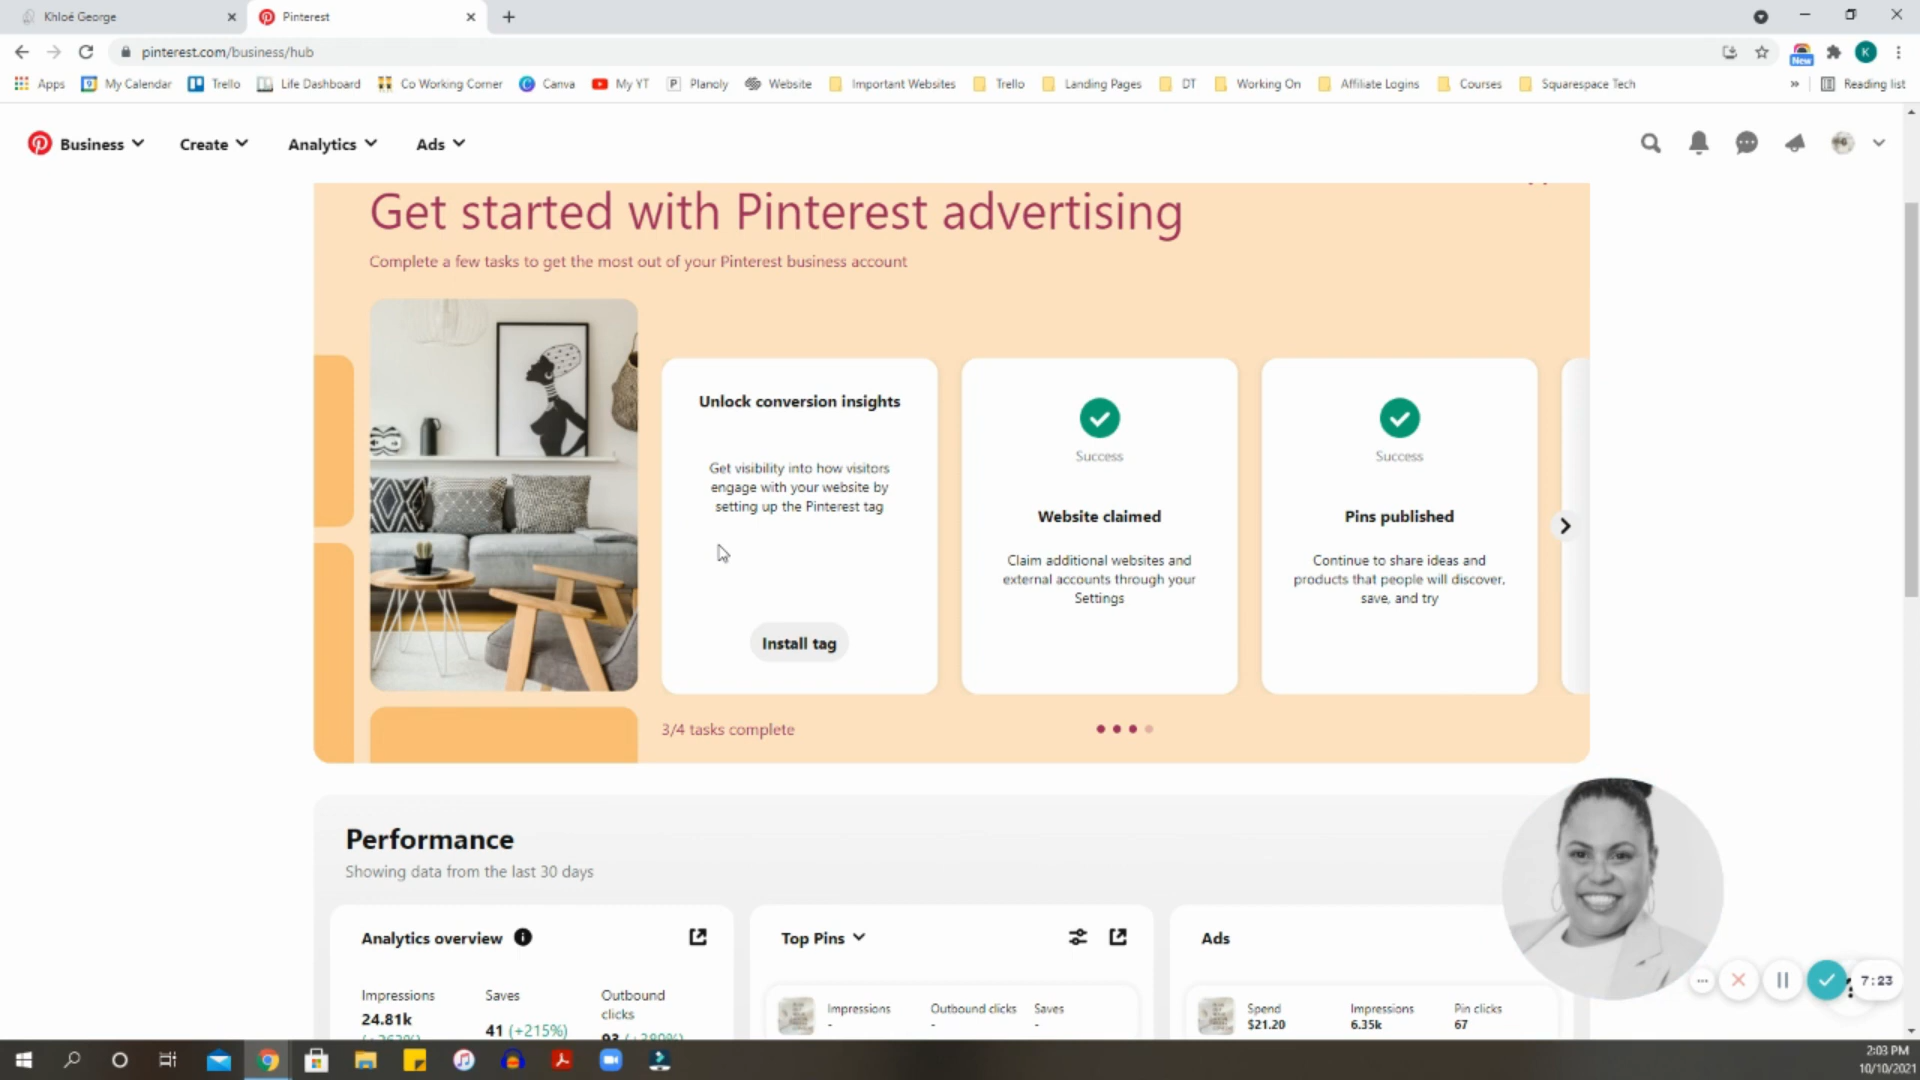 Khloé George
Pinterest
pinterest.com/business/hub
New
K
Apps
My Calendar
Trello
Life Dashboard
Co Working Corner
Canva
My YT
Planoly
Website
Important Websites
Trello
Landing Pages
DT
Working On
Affiliate Logins
Courses
Squarespace Tech
»
Reading list
Business
Create
Analytics
Ads
Get started with Pinterest advertising
Complete a few tasks to get the most out of your Pinterest business account
Unlock conversion insights
Get visibility into how visitors
engage with your website by
setting up the Pinterest tag
Install tag
Success
Website claimed
Claim additional websites and
external accounts through your
Settings
Success
Pins published
Continue to share ideas and
products that people will discover,
save, and try
3/4 tasks complete
Performance
Showing data from the last 30 days
Analytics overview
Impressions
24.81k
Saves
41 (+215%)
Outbound
clicks
Top Pins
Impressions
-
Outbound clicks
-
Saves
-
Ads
Spend
$21.20
Impressions
6.35k
Pin clicks
67
7:23
2:03 PM
10/10/2021